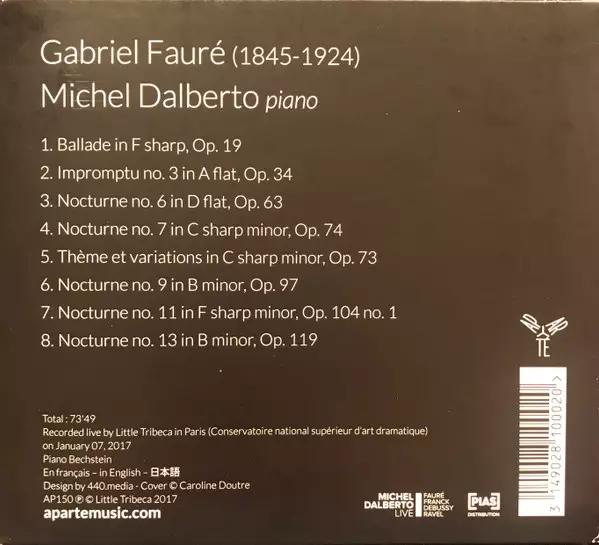 Gabriel Fauré (1845-1924)
Michel Dalberto piano
1. Ballade in F sharp, Op. 19
2. Impromptu no. 3 in A flat, Op. 34
3. Nocturne no. 6 in D flat, Op. 63
4. Nocturne no. 7 in C sharp minor, Op. 74
5. Thème et variations in C sharp minor, Op. 73
6. Nocturne no. 9 in B minor, Op. 97
7. Nocturne no. 11 in F sharp minor, Op. 104 no. 1
8. Nocturne no. 13 in B minor, Op. 119
APARTE
Total : 73'49
Recorded live by Little Tribeca in Paris (Conservatoire national supérieur d'art dramatique)
on January 07, 2017
Piano Bechstein
En français – in English – 日本語
Design by 440.media - Cover © Caroline Doutre
AP150 ℗ © Little Tribeca 2017
apartemusic.com
MICHEL
DALBERTO
LIVE
FAURÉ
FRANCK
DEBUSSY
RAVEL
[PIAS]
DISTRIBUTION
3 149028 100020 >